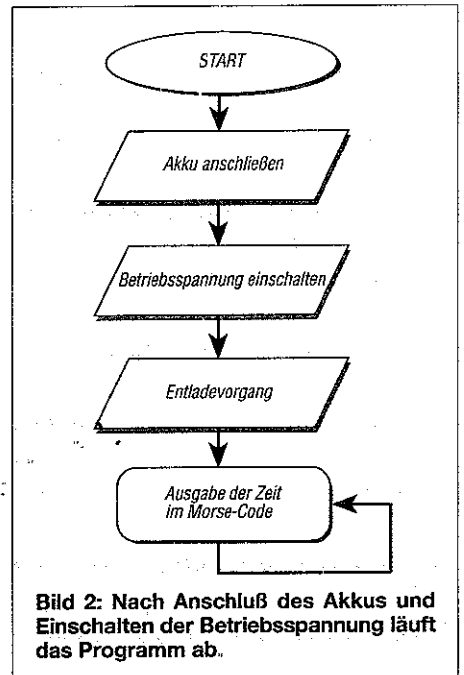 START
Akku anschließen
Betriebsspannung einschalten
Entladevorgang
Ausgabe der Zeit
im Morse-Code
Bild 2: Nach Anschluß des Akkus und
Einschalten der Betriebsspannung läuft
das Programm ab.